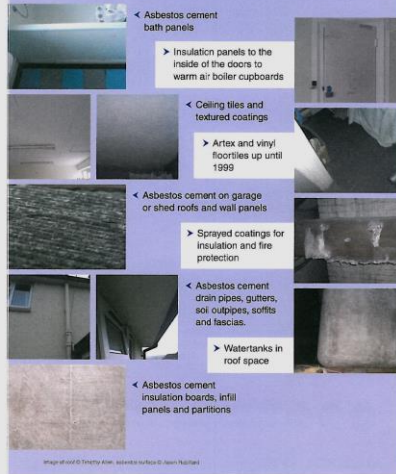 Asbestos cement
bath panels
Insulation panels to the
inside of the doors to
warm air boiler cupboards
Ceiling tiles and
textured coatings
Artex and vinyl
floortiles up until
1999
Asbestos cement on garage
or shed roofs and wall panels
Sprayed coatings for
insulation and fire
protection
Asbestos cement
drain pipes, gutters,
soil outpipes, soffits
and fascias.
Watertanks in
roof space
Asbestos cement
insulation boards, infill
panels and partitions